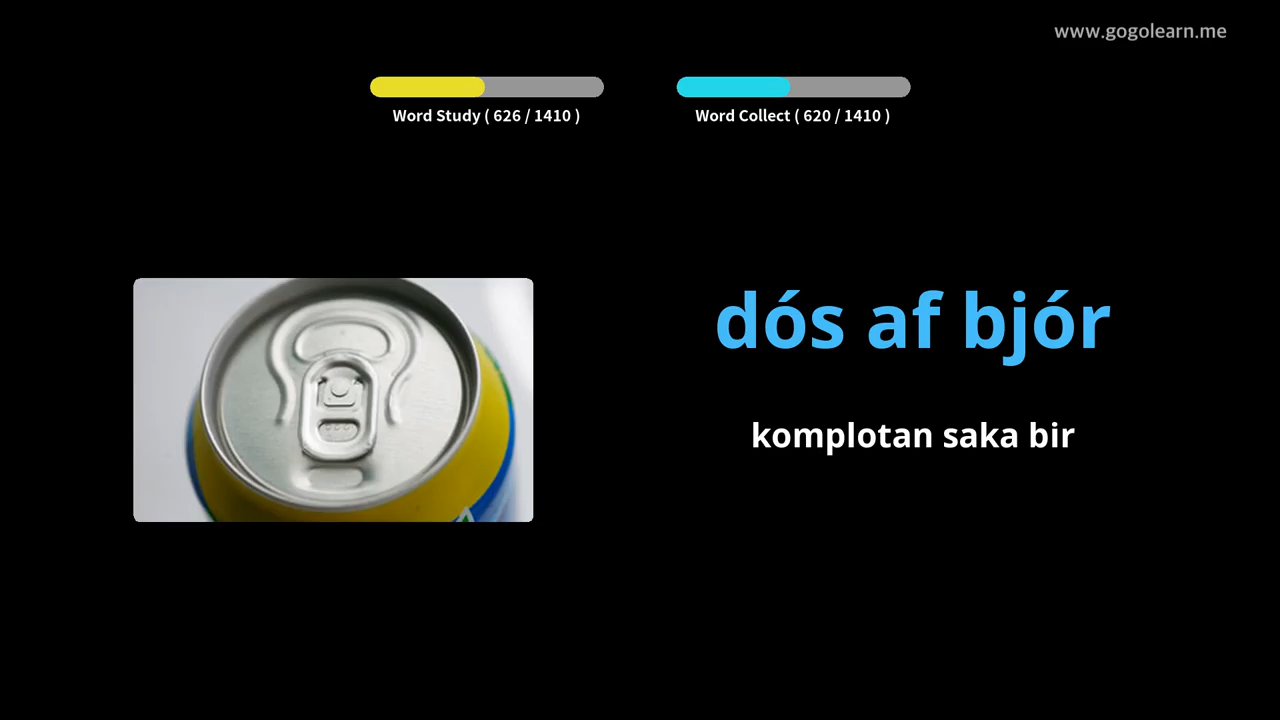 www.gogolearn.me
Word Study ( 626 / 1410 )
Word Collect ( 620 / 1410 )
dós af bjór
komplotan saka bir